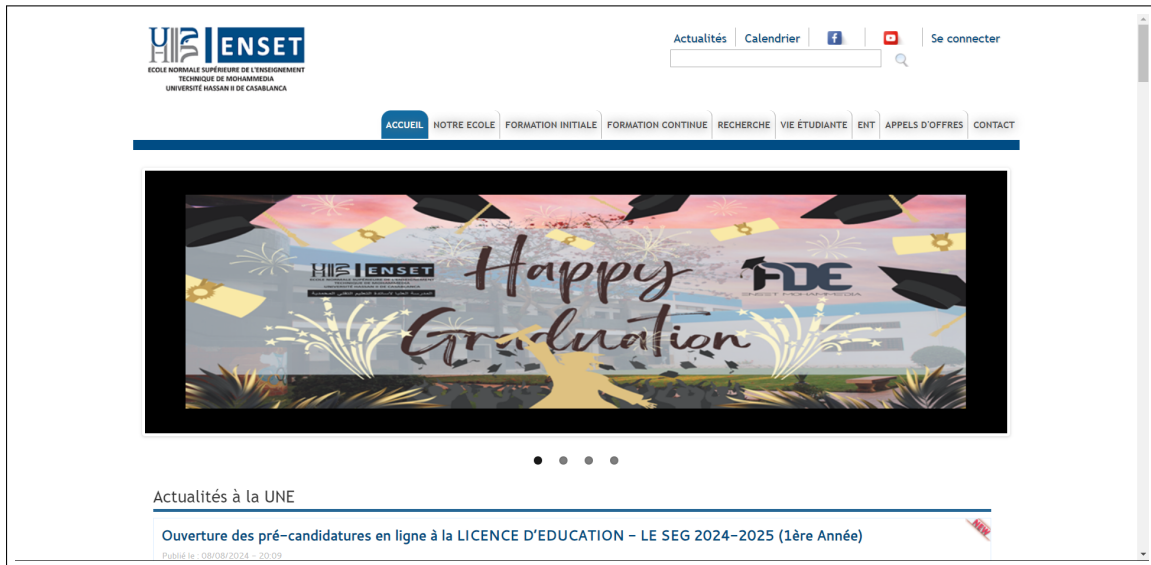 ENSET
ECOLE NORMALE SUPÉRIEURE DE L'ENSEIGNEMENT
TECHNIQUE DE MOHAMMEDIA
UNIVERSITÉ HASSAN II DE CASABLANCA
Actualités Calendrier Se connecter
ACCUEIL NOTRE ECOLE FORMATION INITIALE FORMATION CONTINUE RECHERCHE VIE ÉTUDIANTE ENT APPELS D'OFFRES CONTACT
ENSET
Happy
ADE
ENSET MOHAMMEDIA
Graduation
Actualités à la UNE
NEW
Ouverture des pré-candidatures en ligne à la LICENCE D'EDUCATION - LE SEG 2024-2025 (1ère Année)
Publié le : 08/08/2024 - 20:09